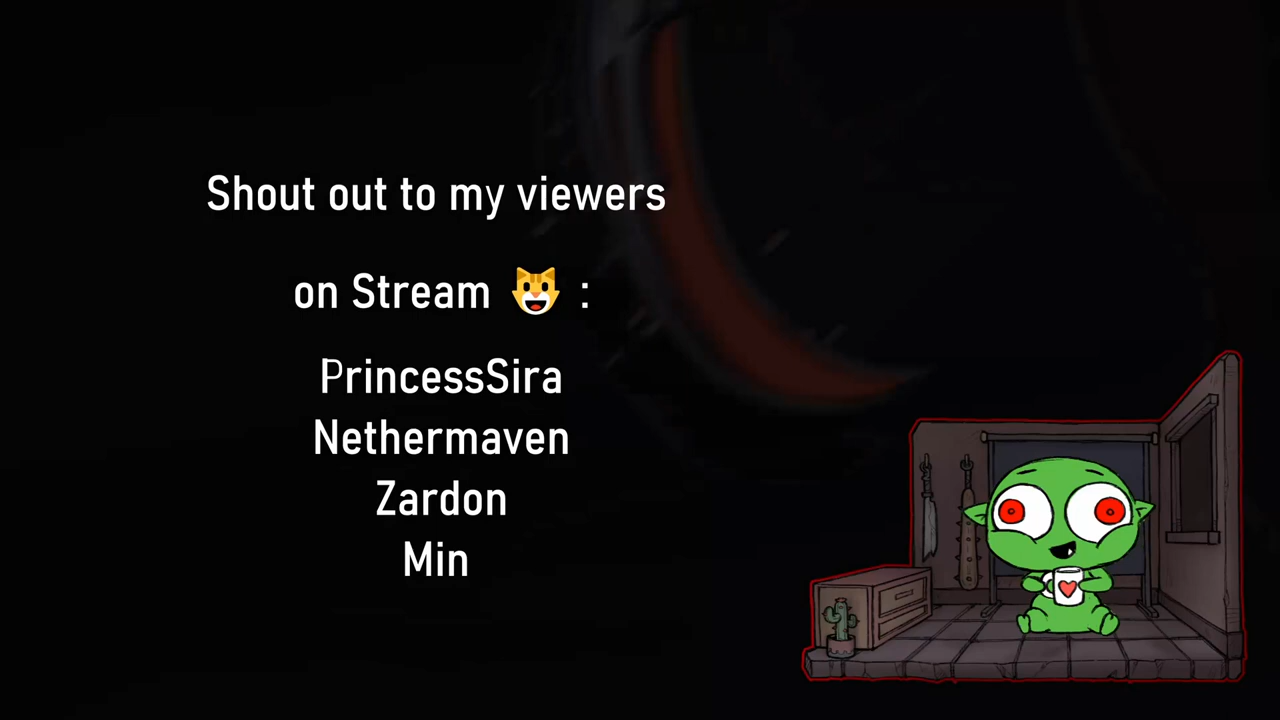 Shout out to my viewers
on Stream 😺 :
PrincessSira
Nethermaven
Zardon
Min